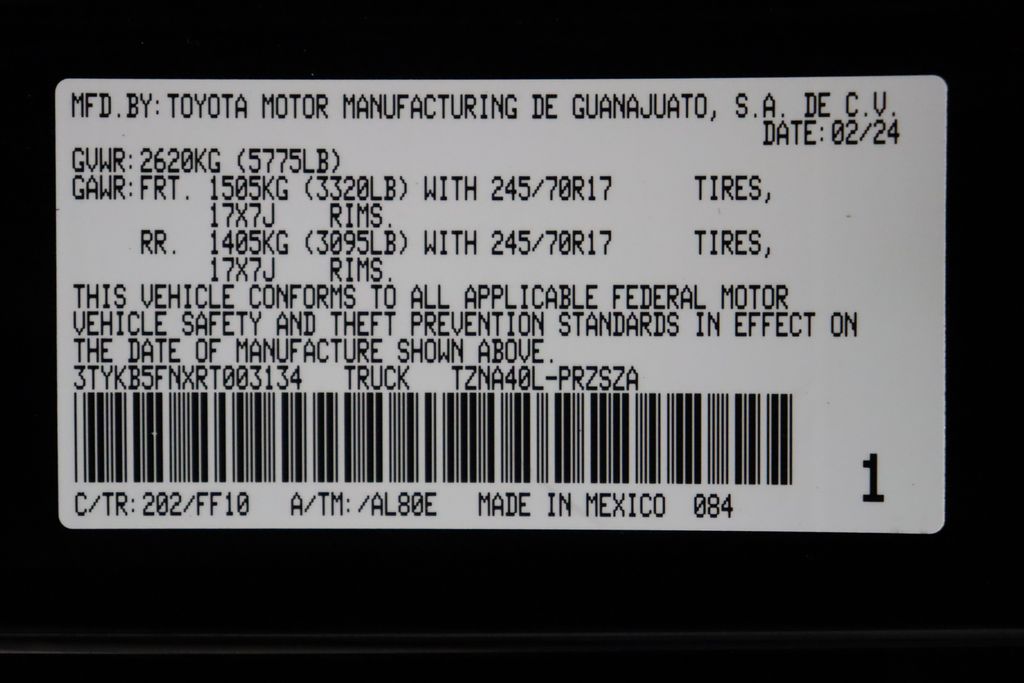 MFD.BY: TOYOTA MOTOR MANUFACTURING DE GUANAJUATO, S.A. DE C.V.
DATE: 02/24
GVWR: 2620KG (5775LB)
GAWR: FRT. 1505KG (3320LB) WITH 245/70R17 TIRES,
17X7J RIMS.
RR. 1405KG (3095LB) WITH 245/70R17 TIRES,
17X7J RIMS.
THIS VEHICLE CONFORMS TO ALL APPLICABLE FEDERAL MOTOR
VEHICLE SAFETY AND THEFT PREVENTION STANDARDS IN EFFECT ON
THE DATE OF MANUFACTURE SHOWN ABOVE.
3TYKB5FNXRT003134 TRUCK TZNA40L-PRZSZA
1
C/TR: 202/FF10 A/TM: /AL80E MADE IN MEXICO 084